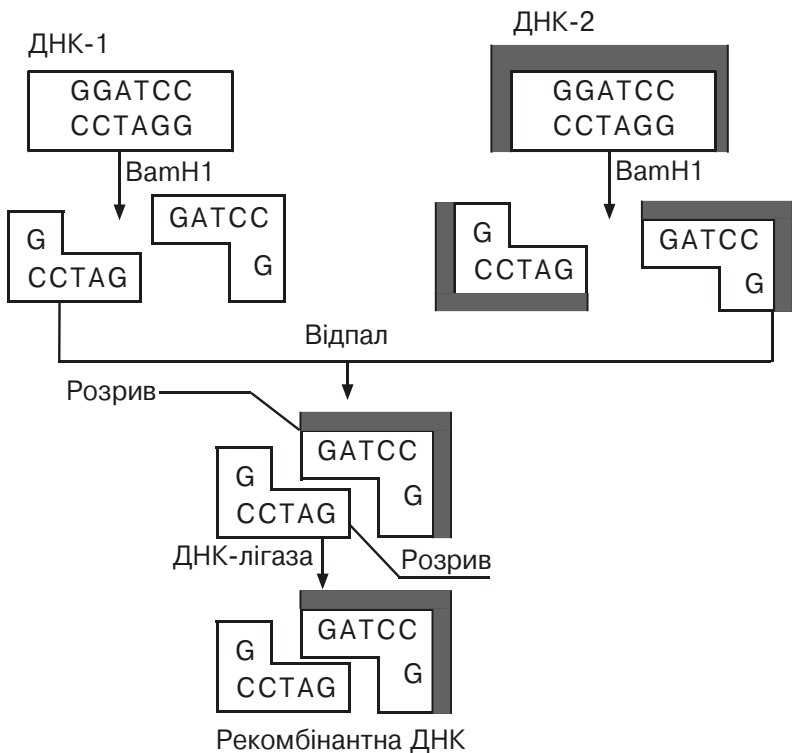 ДНК-1
ДНК-2
GGATCC
CCTAGG
GGATCC
CCTAGG
BamH1
BamH1
G
CCTAG
GATCC
G
G
CCTAG
GATCC
G
Відпал
Розрив
GATCC
G
G
CCTAG
ДНК-лігаза
Розрив
GATCC
G
G
CCTAG
Рекомбінантна ДНК